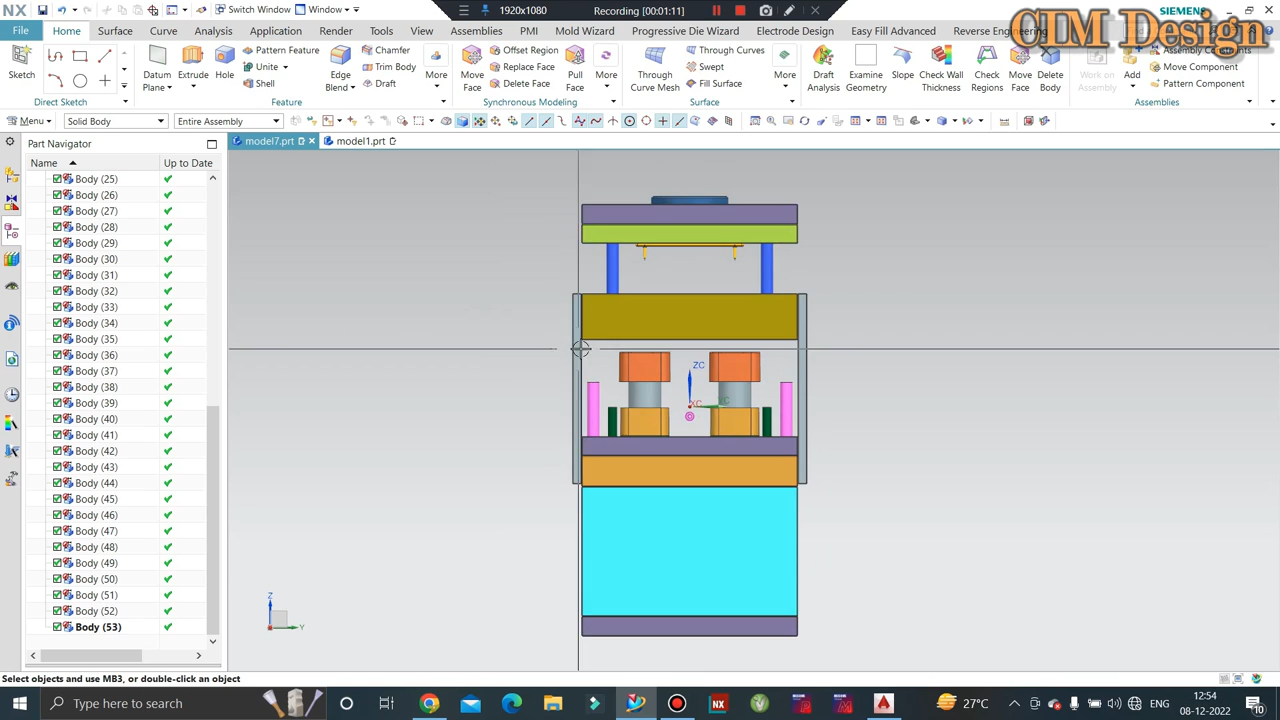 NX
Switch Window
Window
1920x1080
Recording [00:01:11]
SIEMENS
CTM Design
File
Home
Surface
Curve
Analysis
Application
Render
Tools
Assemblies
PMI
Mold Wizard
Progressive Die Wizard
Electrode Design
Easy Fill Advanced
Reverse Engineering
Sketch
Direct Sketch
Datum Plane
Extrude
Hole
Pattern Feature
Unite
Shell
Edge Blend
Chamfer
Trim Body
Draft
More
Feature
Move Face
Offset Region
Replace Face
Delete Face
Pull Face
More
Synchronous Modeling
Through Curve Mesh
Through Curves
Swept
Fill Surface
More
Surface
Draft Analysis
Examine Geometry
Slope
Check Wall Thickness
Check Regions
Move Face
Delete Body
Work on Assembly
Add
Assembly Constraints
Move Component
Pattern Component
Assemblies
Menu
Solid Body
Entire Assembly
Part Navigator
model7.prt
model1.prt
Name
Up to Date
Body (25)
Body (26)
Body (27)
Body (28)
Body (29)
Body (30)
Body (31)
Body (32)
Body (33)
Body (34)
Body (35)
Body (36)
Body (37)
Body (38)
Body (39)
Body (40)
Body (41)
Body (42)
Body (43)
Body (44)
Body (45)
Body (46)
Body (47)
Body (48)
Body (49)
Body (50)
Body (51)
Body (52)
Body (53)
ZC
XC
YC
Z
Y
Select objects and use MB3, or double-click an object
Type here to search
27°C
ENG
12:54
08-12-2022